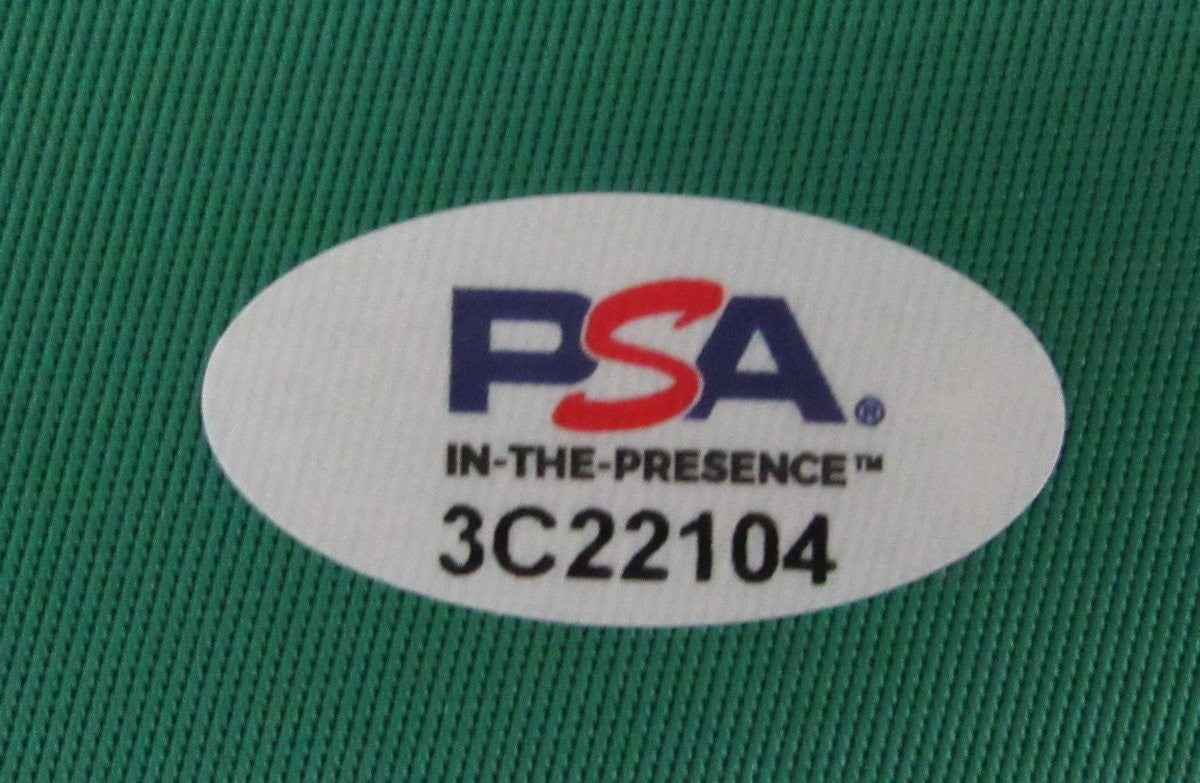 PSA®
IN-THE-PRESENCE™
3C22104